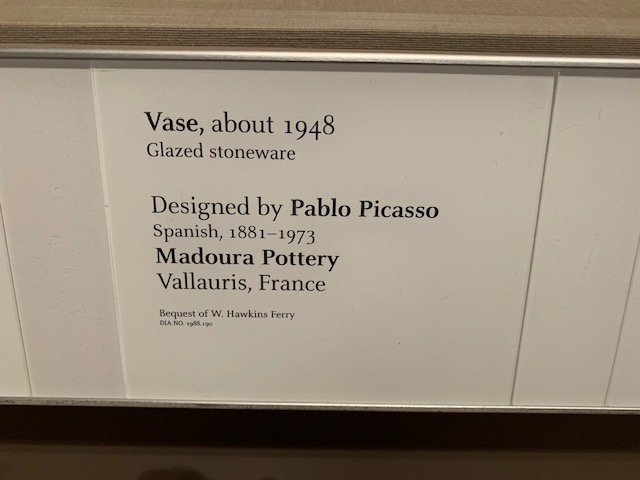 Vase, about 1948
Glazed stoneware
Designed by Pablo Picasso
Spanish, 1881–1973
Madoura Pottery
Vallauris, France
Bequest of W. Hawkins Ferry
DIA NO. 1988.190